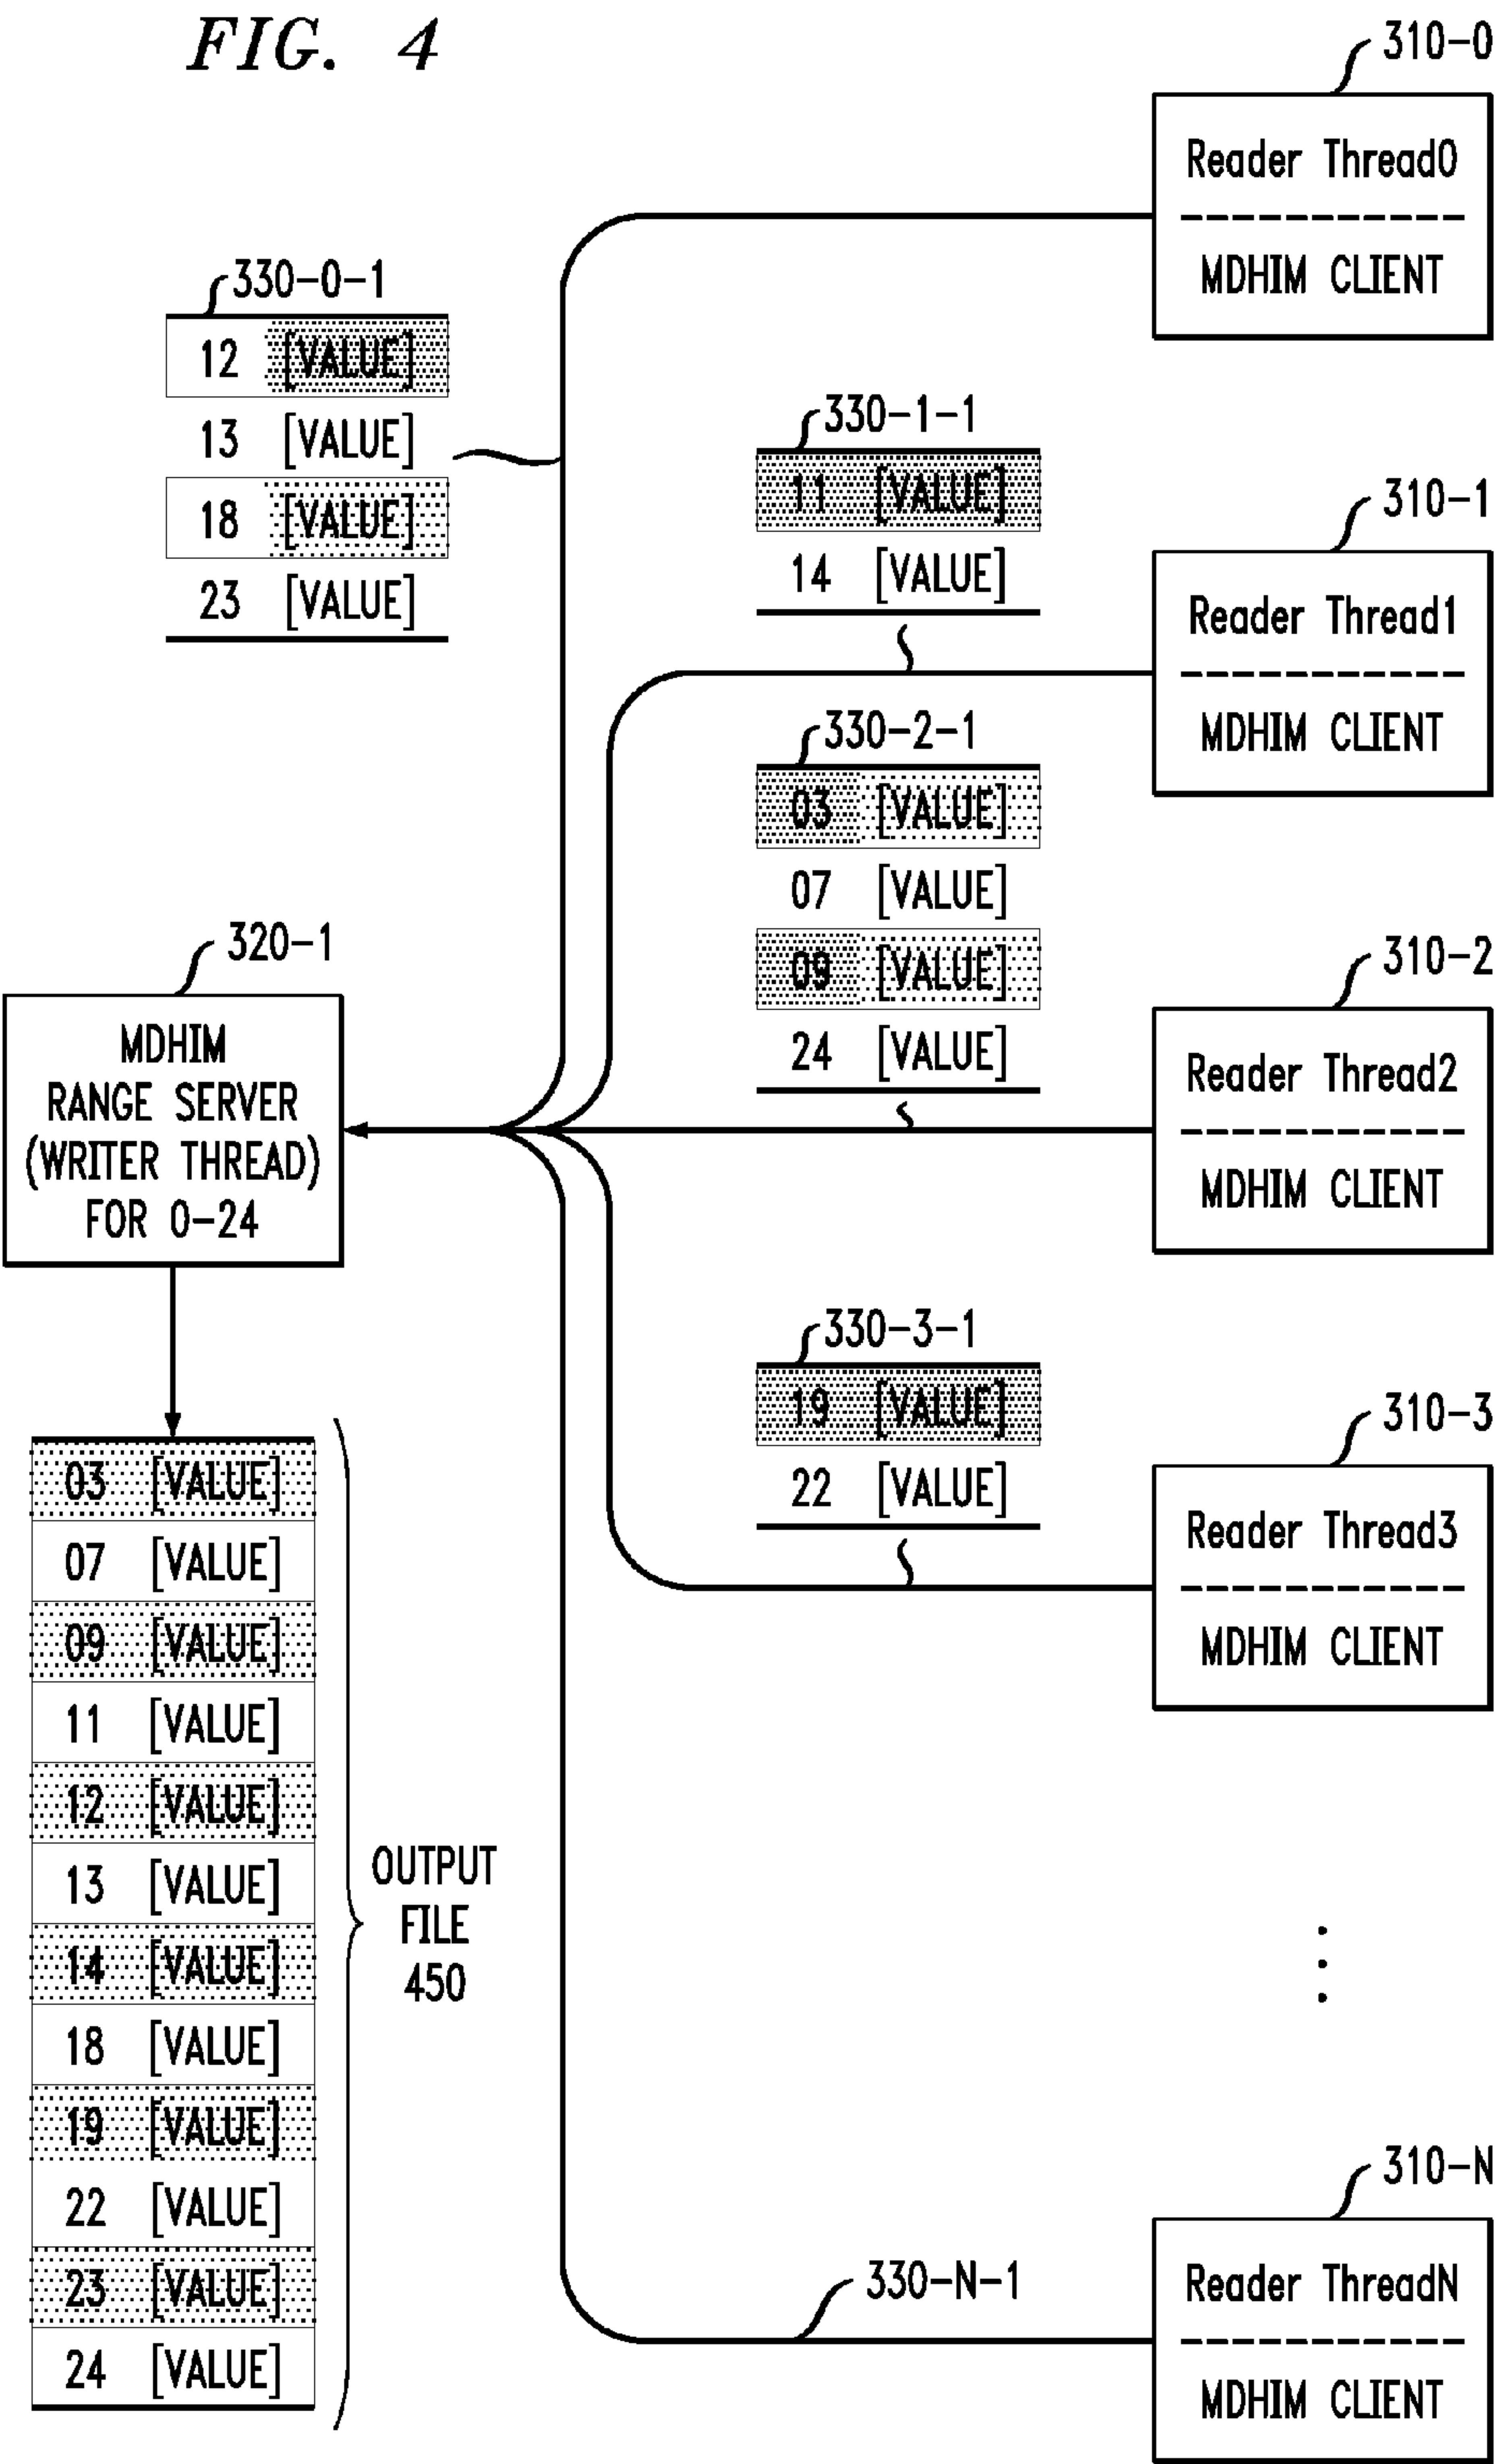 FIG. 4
310-0
Reader Thread0
MDHIM CLIENT
330-0-1
12 [VALUE]
13 [VALUE]
18 [VALUE]
23 [VALUE]
330-1-1
11 [VALUE]
14 [VALUE]
310-1
Reader Thread1
MDHIM CLIENT
330-2-1
03 [VALUE]
07 [VALUE]
09 [VALUE]
24 [VALUE]
320-1
MDHIM
RANGE SERVER
(WRITER THREAD)
FOR 0-24
310-2
Reader Thread2
MDHIM CLIENT
330-3-1
19 [VALUE]
22 [VALUE]
310-3
Reader Thread3
MDHIM CLIENT
03 [VALUE]
07 [VALUE]
09 [VALUE]
11 [VALUE]
12 [VALUE]
13 [VALUE]
14 [VALUE]
18 [VALUE]
19 [VALUE]
22 [VALUE]
23 [VALUE]
24 [VALUE]
OUTPUT
FILE
450
330-N-1
310-N
Reader ThreadN
MDHIM CLIENT